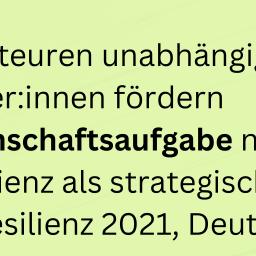 teuren unabhängig
er:innen fördern
nschaftsaufgabe n
ienz als strategisch
esilienz 2021, Deut